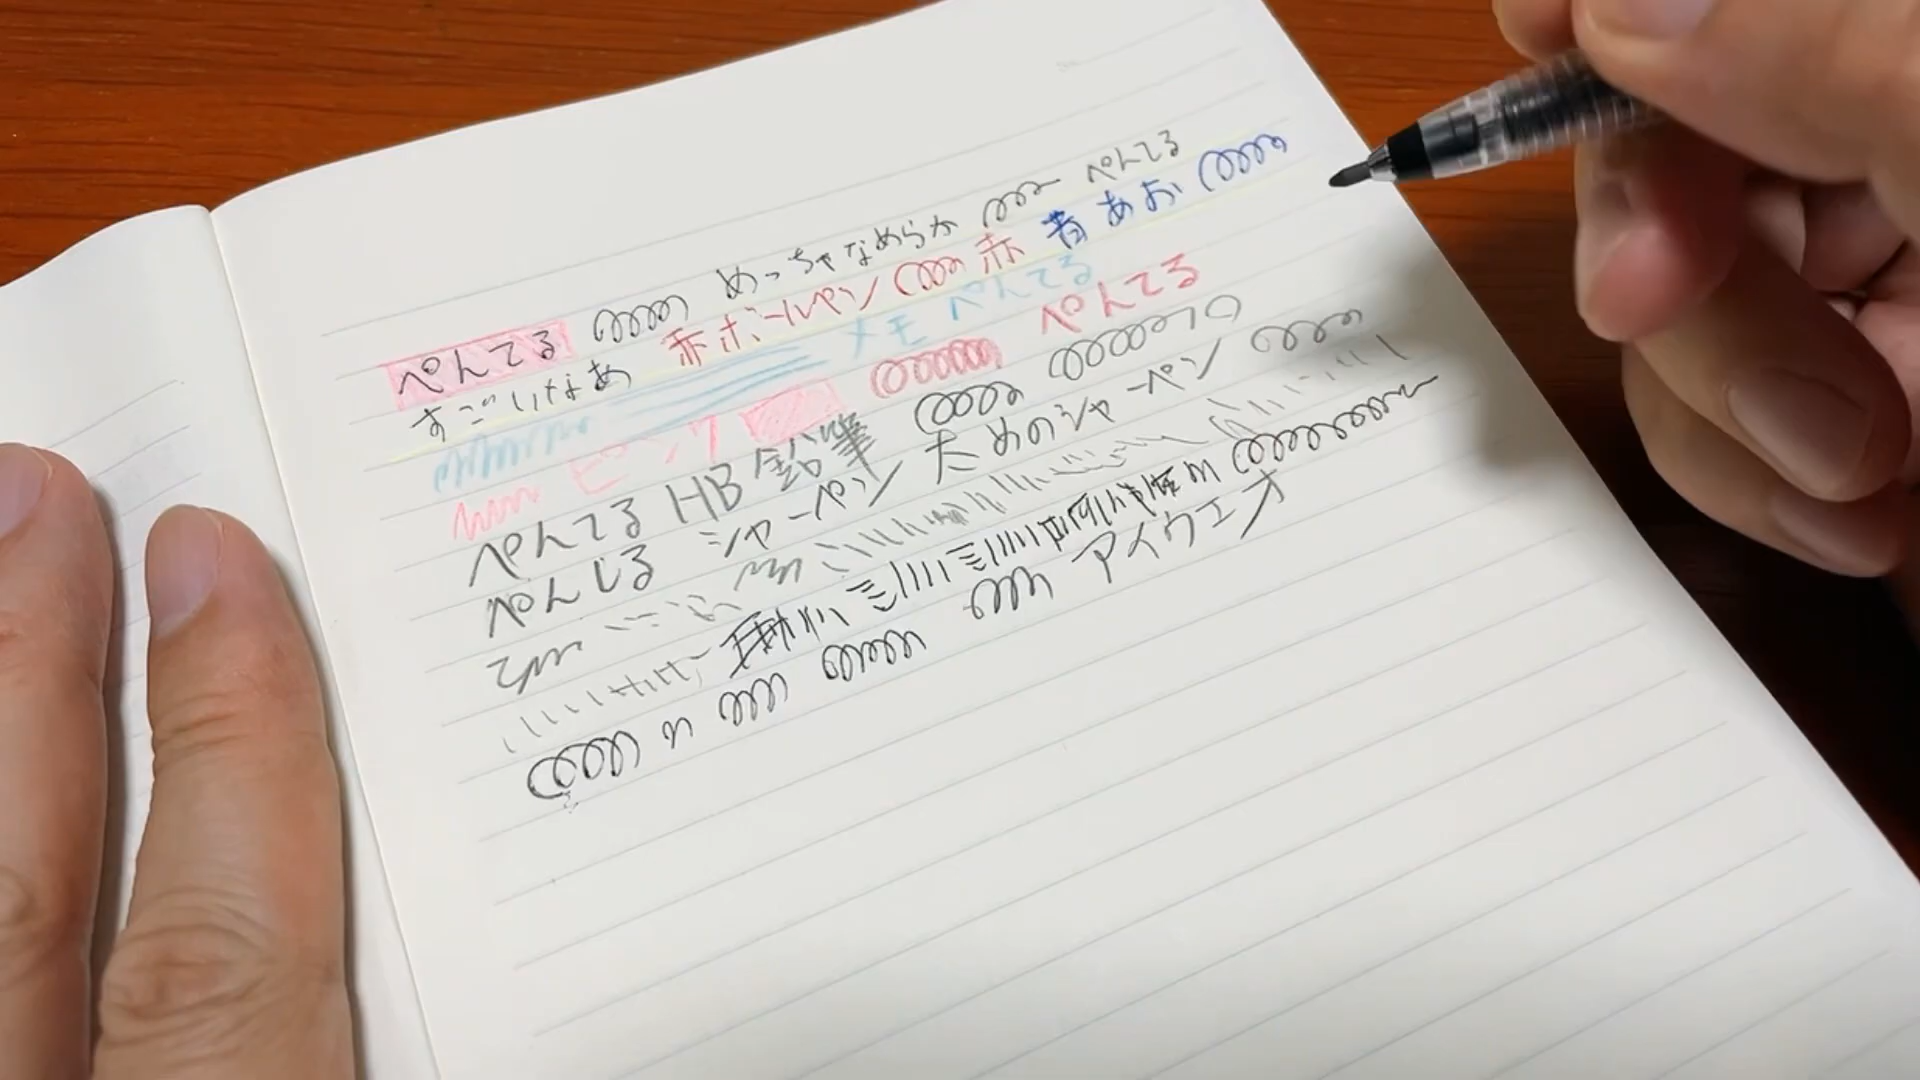 ぺんてる めっちゃなめらか ぺんてる
すごいなあ 赤ボールペン 赤 青 あお
メモ ぺんてる
ピンク ぺんてる
ぺんてる HB 鉛筆
ぺんてる シャーペン 太めのシャーペン
アイウエオ